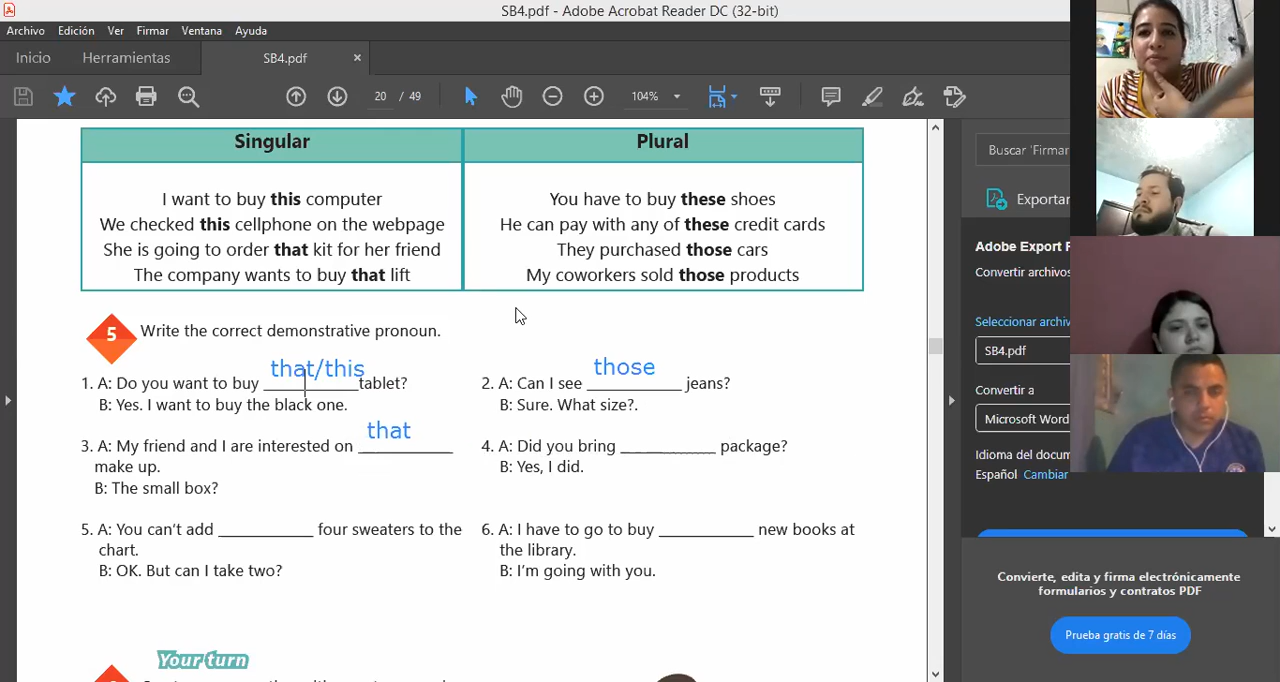 SB4.pdf - Adobe Acrobat Reader DC (32-bit)
Archivo Edición Ver Firmar Ventana Ayuda
Inicio Herramientas SB4.pdf ×
20 / 49 104%
Singular Plural
I want to buy this computer
We checked this cellphone on the webpage
She is going to order that kit for her friend
The company wants to buy that lift
You have to buy these shoes
He can pay with any of these credit cards
They purchased those cars
My coworkers sold those products
5 Write the correct demonstrative pronoun.
that/this
1. A: Do you want to buy ____________tablet?
B: Yes. I want to buy the black one.
those
2. A: Can I see ____________ jeans?
B: Sure. What size?.
that
3. A: My friend and I are interested on ____________
make up.
B: The small box?
4. A: Did you bring ____________ package?
B: Yes, I did.
5. A: You can't add ____________ four sweaters to the
chart.
B: OK. But can I take two?
6. A: I have to go to buy ____________ new books at
the library.
B: I'm going with you.
Your turn
Buscar 'Firmar
Exportar
Adobe Export P
Convertir archivos
Seleccionar archiv
SB4.pdf
Convertir a
Microsoft Word
Idioma del docum
Español Cambiar
Convierte, edita y firma electrónicamente
formularios y contratos PDF
Prueba gratis de 7 días